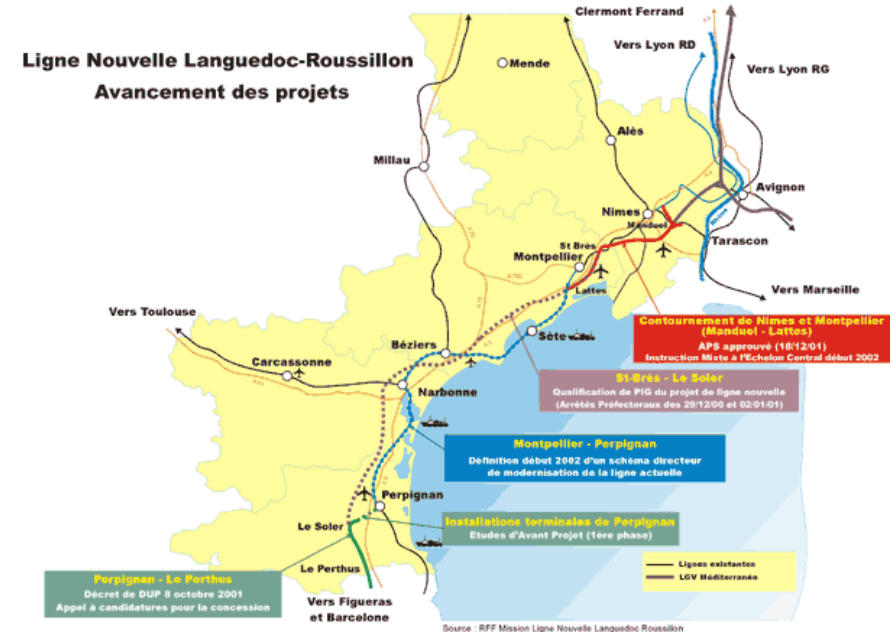 Ligne Nouvelle Languedoc-Roussillon
Avancement des projets
Clermont Ferrand
Vers Lyon RD
Vers Lyon RG
Mende
Alès
Millau
Avignon
Nîmes
Manduel
Rhône
Tarascon
St Brès
Montpellier
Lattes
Vers Marseille
Vers Toulouse
Contournement de Nîmes et Montpellier
(Manduel - Lattes)
APS approuvé (18/12/01)
Instruction Mixte à l'Echelon Central début 2002
Sète
Béziers
Carcassonne
St-Brès - Le Soler
Qualification de PIG du projet de ligne nouvelle
(Arrêtés Préfectoraux des 29/12/00 et 02/01/01)
Narbonne
Montpellier - Perpignan
Définition début 2002 d'un schéma directeur
de modernisation de la ligne actuelle
Perpignan
Le Soler
Installations terminales de Perpignan
Etudes d'Avant Projet (1ère phase)
Le Perthus
Perpignan - Le Perthus
Décret de DUP 8 octobre 2001
Appel à candidatures pour la concession
Lignes existantes
LGV Méditerranée
Vers Figueras
et Barcelone
Source : RFF Mission Ligne Nouvelle Languedoc Roussillon